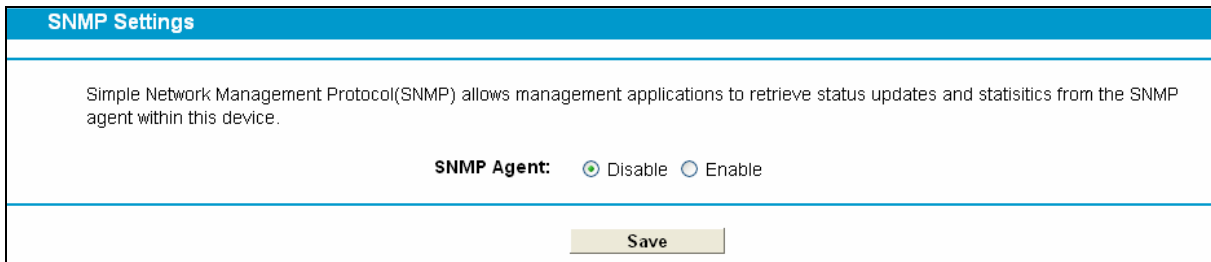 SNMP Settings
Simple Network Management Protocol(SNMP) allows management applications to retrieve status updates and statisitics from the SNMP
agent within this device.
SNMP Agent: Disable Enable
Save